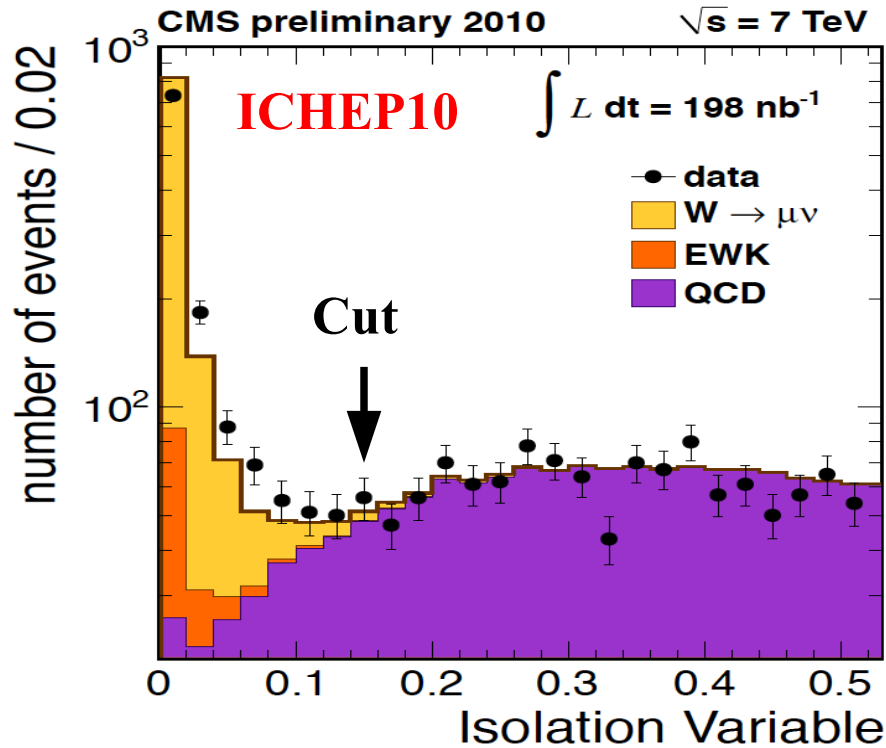 CMS preliminary 2010 √s = 7 TeV
number of events / 0.02
10³
10²
ICHEP10
∫ L dt = 198 nb⁻¹
data
W → μν
EWK
QCD
Cut
0 0.1 0.2 0.3 0.4 0.5
Isolation Variable